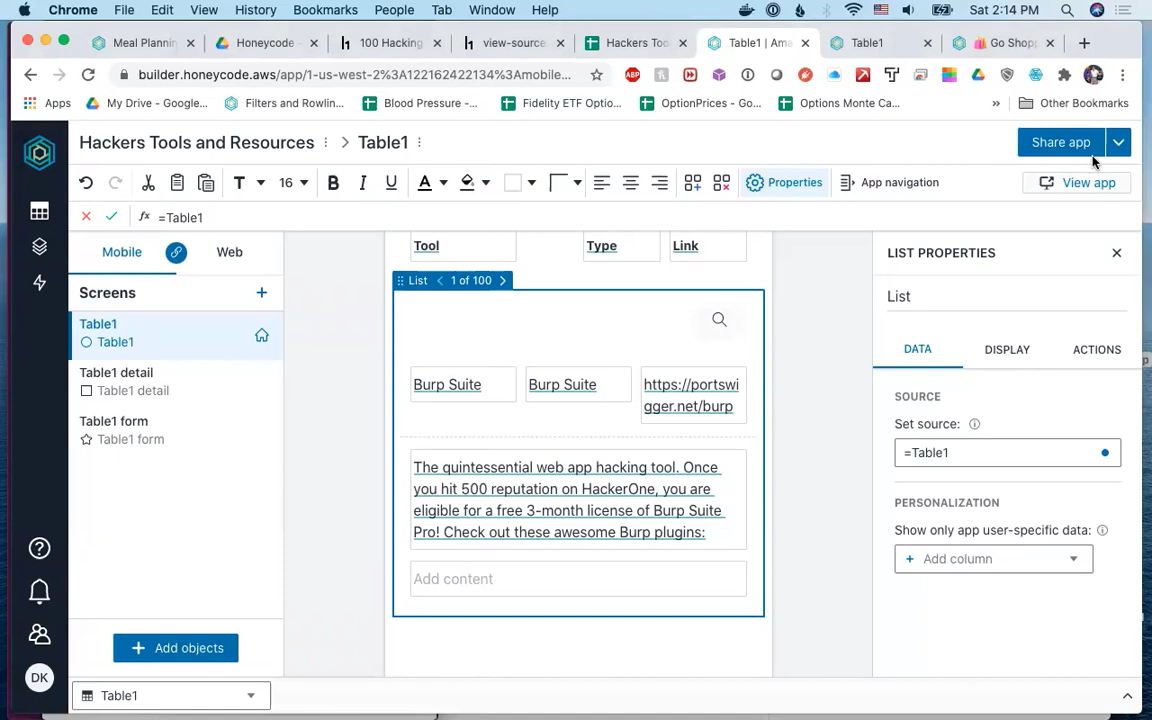 Chrome File Edit View History Bookmarks People Tab Window Help Sat 2:14 PM
Meal Plannin Honeycode - 100 Hacking view-source: Hackers Too Table1 | Ama Table1 Go Shopp
builder.honeycode.aws/app/1-us-west-2%3A122162422134%3Amobile...
ABP
Apps My Drive – Google... Filters and Rowlin... Blood Pressure -... Fidelity ETF Optio... OptionPrices - Go... Options Monte Ca... » Other Bookmarks
Hackers Tools and Resources > Table1 Share app
T 16 B I U A Properties App navigation View app
fx =Table1
Mobile Web
Screens +
Table1
Table1
Table1 detail
Table1 detail
Table1 form
Table1 form
+ Add objects
DK
Table1
Tool Type Link
List < 1 of 100 >
Burp Suite Burp Suite https://portswi
gger.net/burp
The quintessential web app hacking tool. Once
you hit 500 reputation on HackerOne, you are
eligible for a free 3-month license of Burp Suite
Pro! Check out these awesome Burp plugins:
Add content
LIST PROPERTIES
List
DATA DISPLAY ACTIONS
SOURCE
Set source:
=Table1
PERSONALIZATION
Show only app user-specific data:
+ Add column